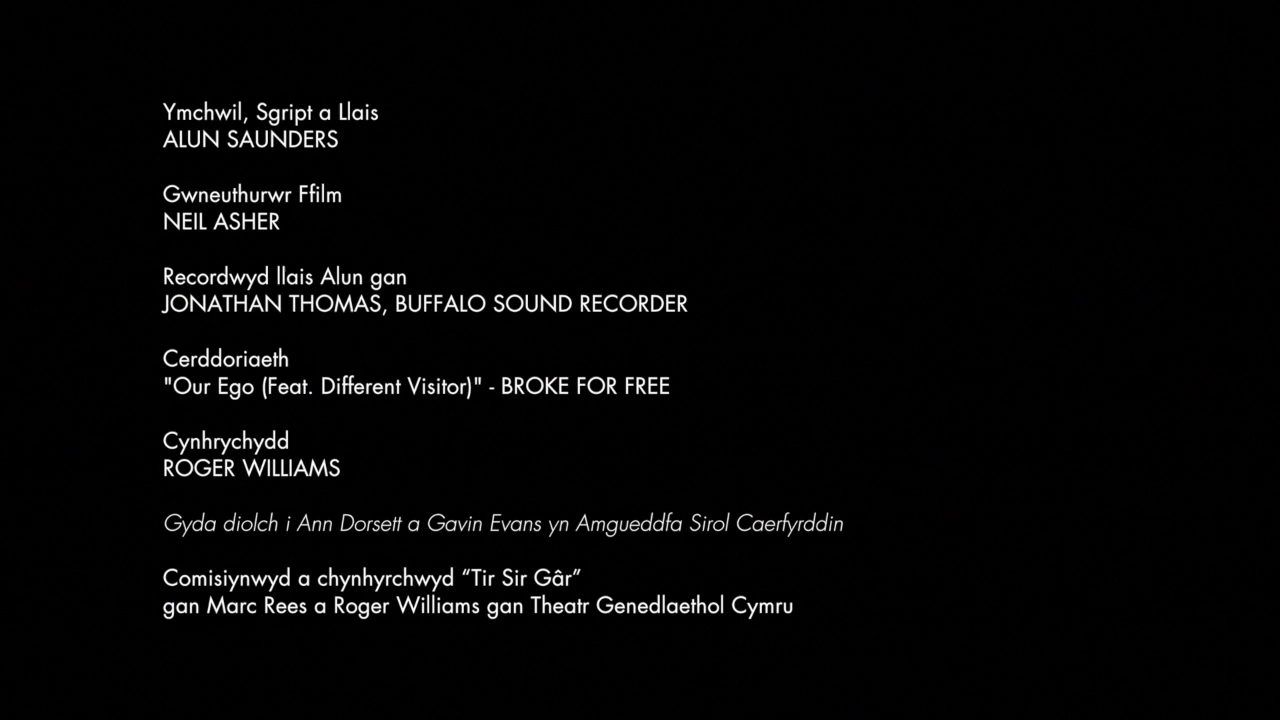 Ymchwil, Sgript a Llais
ALUN SAUNDERS
Gwneuthurwr Ffilm
NEIL ASHER
Recordwyd llais Alun gan
JONATHAN THOMAS, BUFFALO SOUND RECORDER
Cerddoriaeth
"Our Ego (Feat. Different Visitor)" - BROKE FOR FREE
Cynhrychydd
ROGER WILLIAMS
Gyda diolch i Ann Dorsett a Gavin Evans yn Amgueddfa Sirol Caerfyrddin
Comisiynwyd a chynhyrchwyd “Tir Sir Gâr”
gan Marc Rees a Roger Williams gan Theatr Genedlaethol Cymru